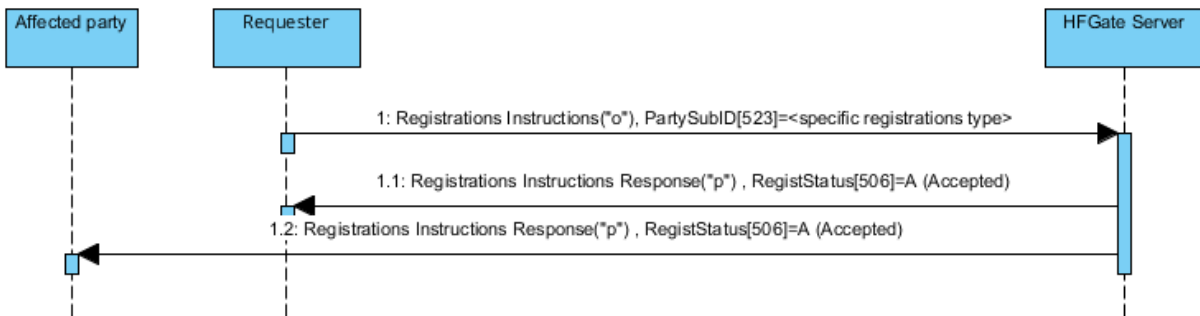 Affected party
Requester
HFGate Server
1: Registrations Instructions("o"), PartySubID[523]=<specific registrations type>
1.1: Registrations Instructions Response("p") , RegistStatus[506]=A (Accepted)
1.2: Registrations Instructions Response("p") , RegistStatus[506]=A (Accepted)